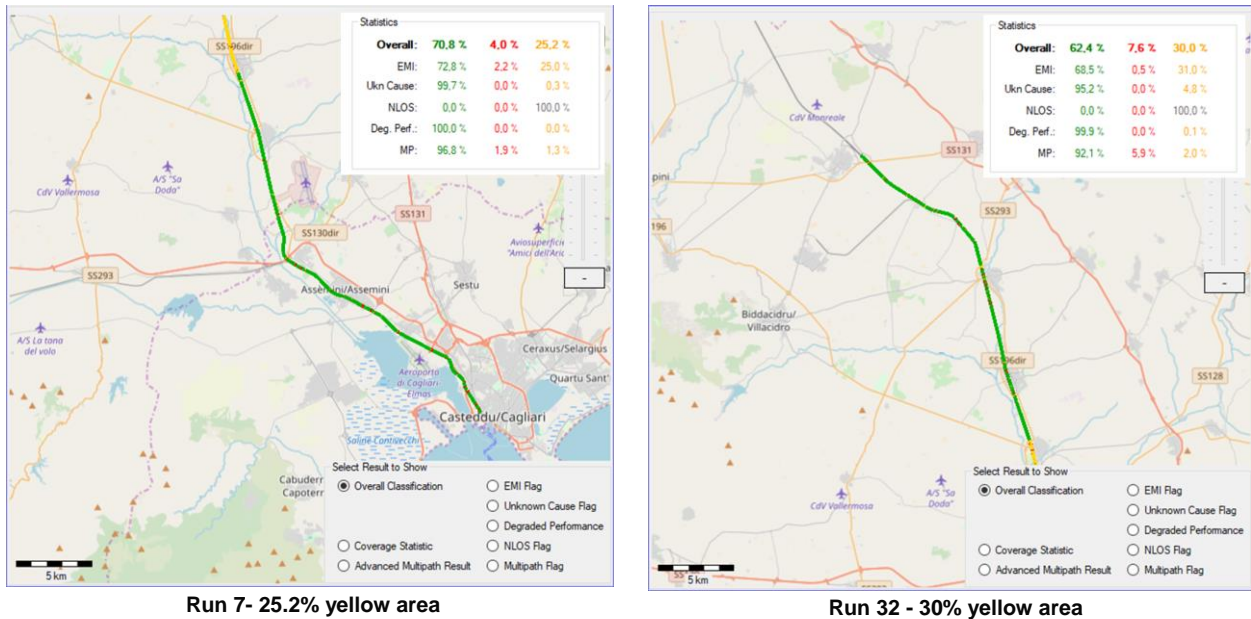 Statistics
Overall: 70,8 % 4,0 % 25,2 %
EMI: 72,8 % 2,2 % 25,0 %
Ukn Cause: 99,7 % 0,0 % 0,3 %
NLOS: 0,0 % 0,0 % 100,0 %
Deg. Perf.: 100,0 % 0,0 % 0,0 %
MP: 96,8 % 1,9 % 1,3 %
SS196dir
CdV Vallermosa
A/S "Sa
Doda"
SS131
SS130dir
Aviosuperficie
"Amici dell'Aria
SS293
Assemini/Assemini
Sestu
A/S La tana
del volo
Ceraxus/Selargius
Aeroporto
di Cagliari
Elmas
Quartu Sant'
Casteddu/Cagliari
Saline Contivecchi
Cabuderr
Capoterr
-
Select Result to Show
Overall Classification
EMI Flag
Unknown Cause Flag
Degraded Performance
Coverage Statistic
NLOS Flag
Advanced Multipath Result
Multipath Flag
5 km
Run 7- 25.2% yellow area
Statistics
Overall: 62,4 % 7,6 % 30,0 %
EMI: 68,5 % 0,5 % 31,0 %
Ukn Cause: 95,2 % 0,0 % 4,8 %
NLOS: 0,0 % 0,0 % 100,0 %
Deg. Perf.: 99,9 % 0,0 % 0,1 %
MP: 92,1 % 5,9 % 2,0 %
CdV Monreale
SS131
pini
196
SS293
-
Biddacidru/
Villacidro
SS196dir
SS128
CdV Vallermosa
A/S "Sa
Doda"
Select Result to Show
Overall Classification
EMI Flag
Unknown Cause Flag
Degraded Performance
Coverage Statistic
NLOS Flag
Advanced Multipath Result
Multipath Flag
5 km
Run 32 - 30% yellow area